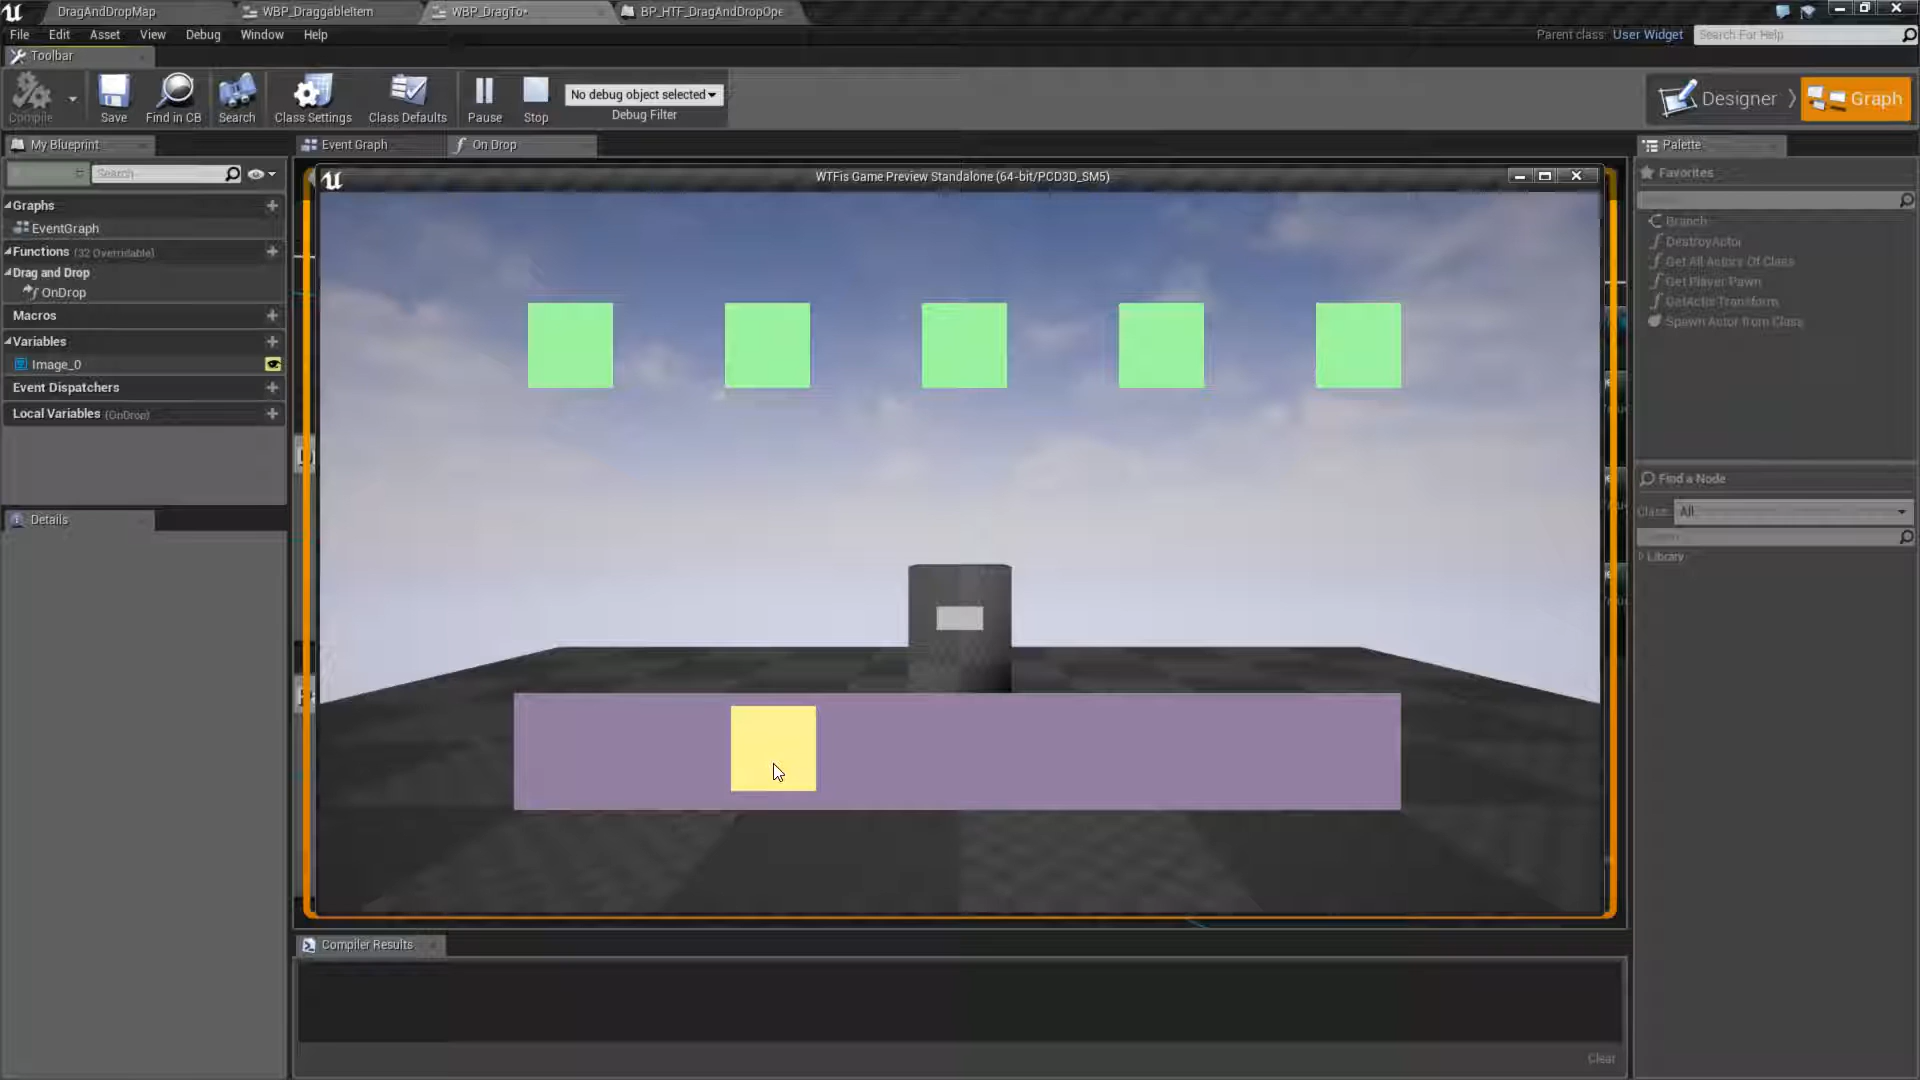 DragAndDropMap
WBP_DraggableItem
WBP_DragTo*
BP_HTF_DragAndDropOpe
File Edit Asset View Debug Window Help
Parent class: User Widget
Search For Help
Toolbar
Compile
Save
Find in CB
Search
Class Settings
Class Defaults
Pause
Stop
No debug object selected
Debug Filter
Designer
Graph
My Blueprint
Search
Graphs
EventGraph
Functions (32 Overridable)
Drag and Drop
OnDrop
Macros
Variables
Image_0
Event Dispatchers
Local Variables (OnDrop)
Details
Event Graph
On Drop
WTFis Game Preview Standalone (64-bit/PCD3D_SM5)
Compiler Results
Clear
Palette
Favorites
Branch
DestroyActor
Get All Actors Of Class
Get Player Pawn
GetActorTransform
Spawn Actor from Class
Find a Node
Class: All
Library